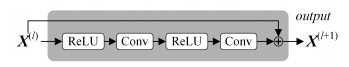 output
X(l) ReLU Conv ReLU Conv ⊕ X(l+1)